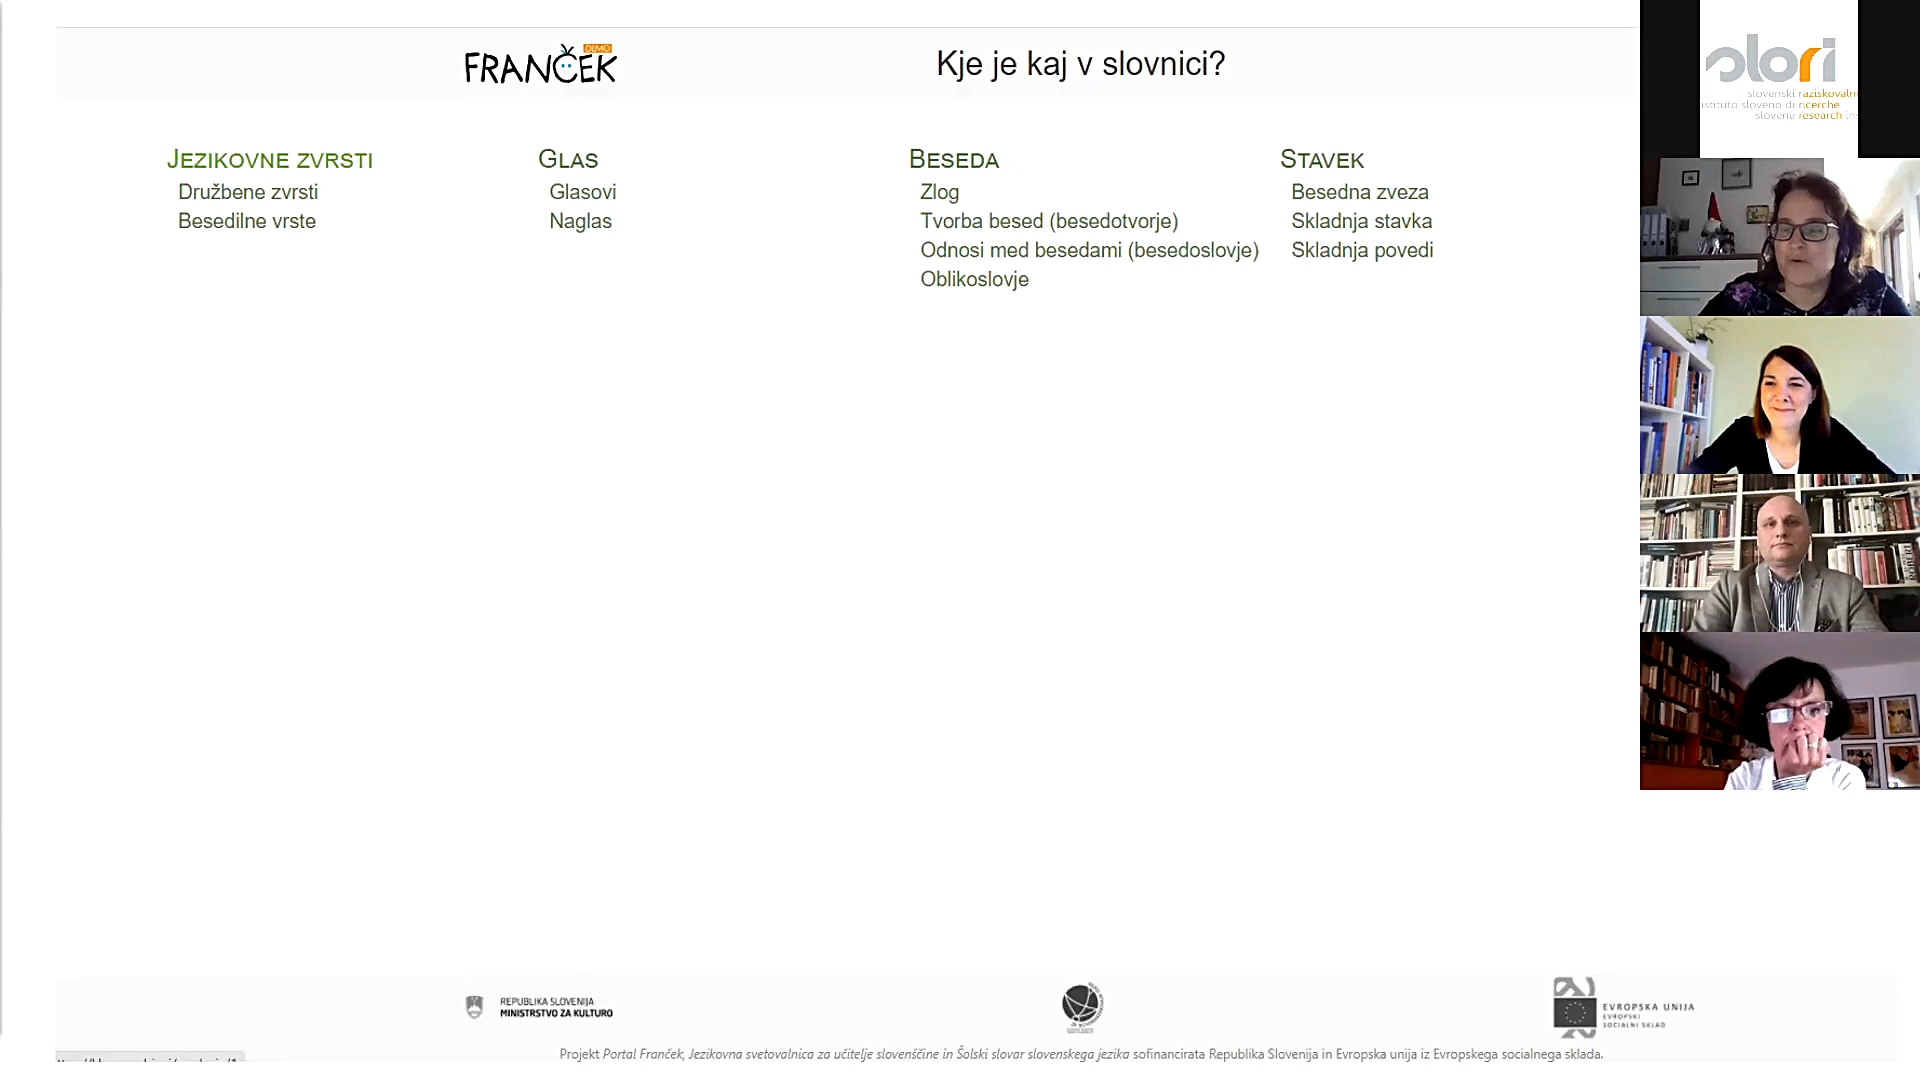 FRANČEK
DEMO
Kje je kaj v slovnici?
JEZIKOVNE ZVRSTI
Družbene zvrsti
Besedilne vrste
GLAS
Glasovi
Naglas
BESEDA
Zlog
Tvorba besed (besedotvorje)
Odnosi med besedami (besedoslovje)
Oblikoslovje
STAVEK
Besedna zveza
Skladnja stavka
Skladnja povedi
slori
slovenski raziskovaln
istituto sloveno di ricerche
slovene research ins
REPUBLIKA SLOVENIJA
MINISTRSTVO ZA KULTURO
EVROPSKA UNIJA
EVROPSKI
SOCIALNI SKLAD
Projekt Portal Franček, Jezikovna svetovalnica za učitelje slovenščine in Šolski slovar slovenskega jezika sofinancirata Republika Slovenija in Evropska unija iz Evropskega socialnega sklada.